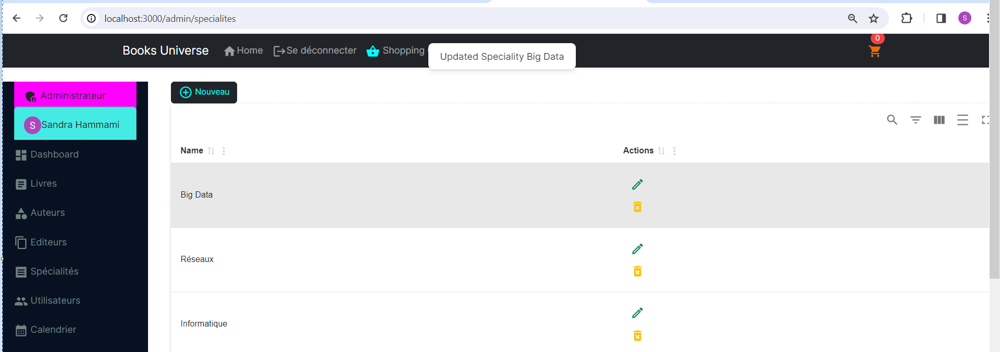 localhost:3000/admin/specialites
S
0
Books Universe Home Se déconnecter Shopping
Updated Speciality Big Data
Administrateur
Nouveau
S Sandra Hammami
Dashboard
Name Actions
Livres
Big Data
Auteurs
Editeurs
Réseaux
Spécialités
Utilisateurs
Informatique
Calendrier